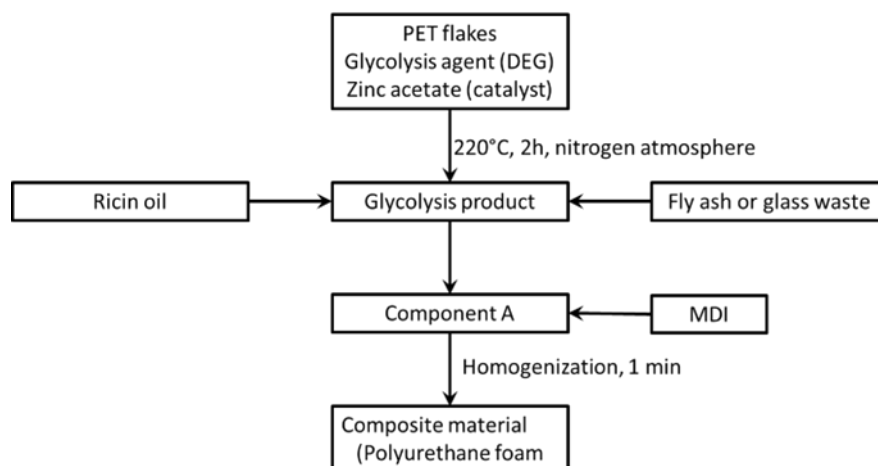 PET flakes
Glycolysis agent (DEG)
Zinc acetate (catalyst)
220°C, 2h, nitrogen atmosphere
Ricin oil
Glycolysis product
Fly ash or glass waste
Component A
MDI
Homogenization, 1 min
Composite material
(Polyurethane foam